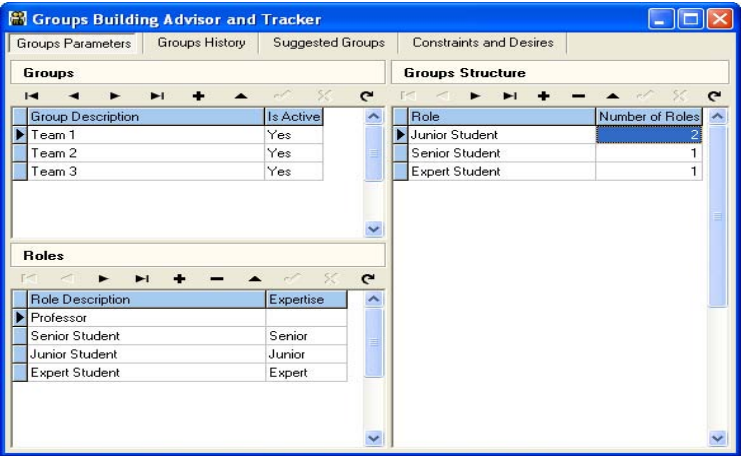 Groups Building Advisor and Tracker
Groups Parameters Groups History Suggested Groups Constraints and Desires
Groups
Group Description Is Active
Team 1 Yes
Team 2 Yes
Team 3 Yes
Roles
Role Description Expertise
Professor
Senior Student Senior
Junior Student Junior
Expert Student Expert
Groups Structure
Role Number of Roles
Junior Student 2
Senior Student 1
Expert Student 1